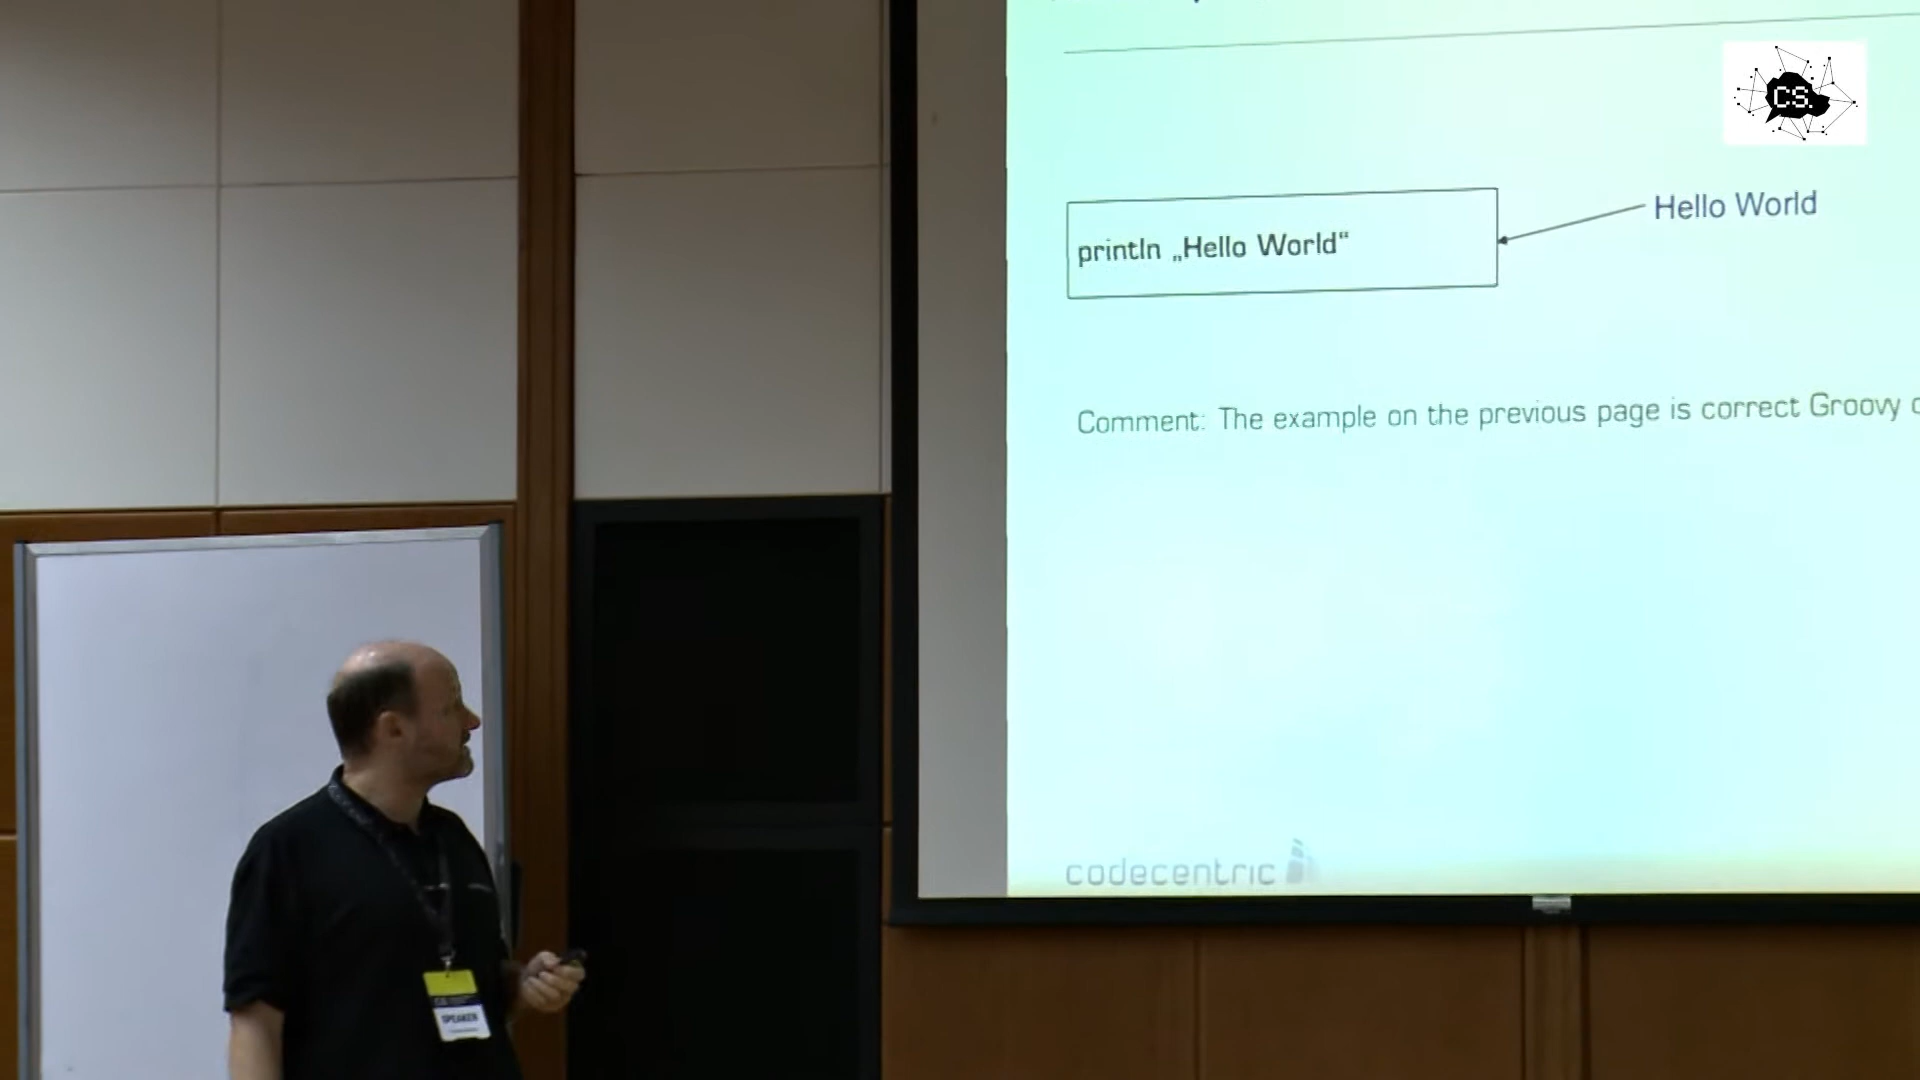 CS.
Hello World
println „Hello World“
Comment: The example on the previous page is correct Groovy
codecentric
SPEAKER